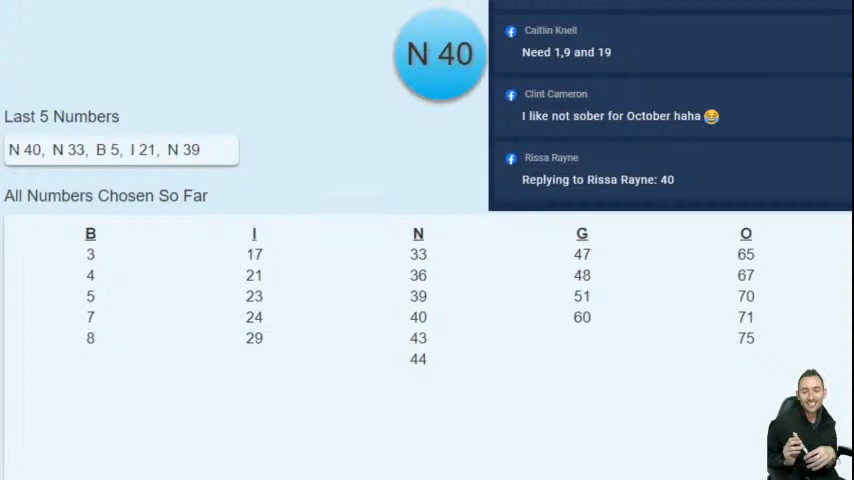 N 40
Caitlin Knell
Need 1,9 and 19
Clint Cameron
I like not sober for October haha 😂
Rissa Rayne
Replying to Rissa Rayne: 40
Last 5 Numbers
N 40, N 33, B 5, I 21, N 39
All Numbers Chosen So Far
B I N G O
3 17 33 47 65
4 21 36 48 67
5 23 39 51 70
7 24 40 60 71
8 29 43 75
44